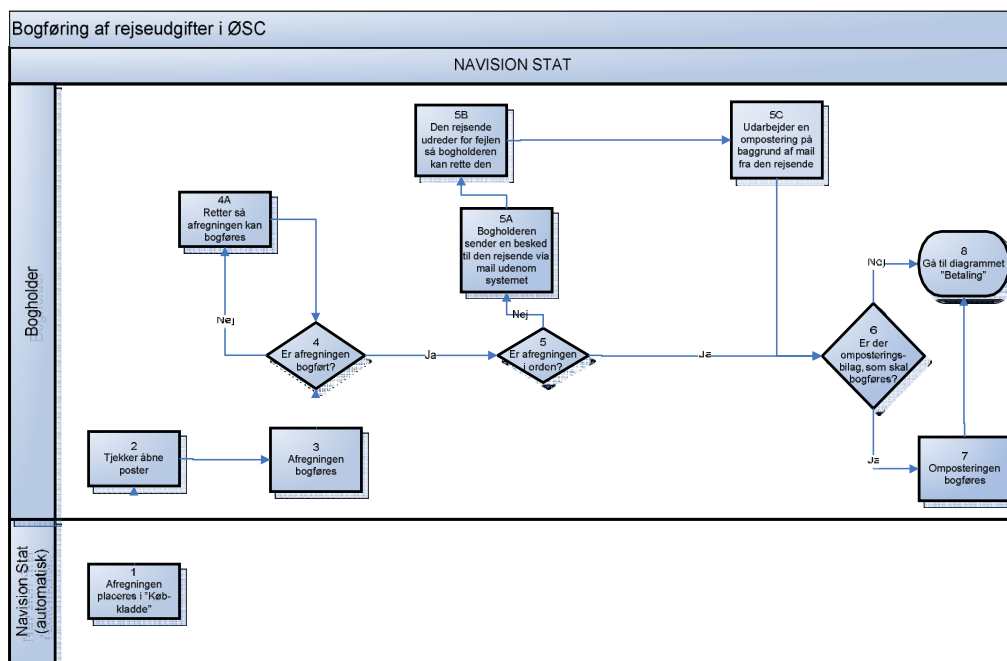 Bogføring af rejseudgifter i ØSC
NAVISION STAT
Bogholder
5B
Den rejsende
udreder for fejlen
så bogholderen
kan rette den
5C
Udarbejder en
ompostering på
baggrund af mail
fra den rejsende
4A
Retter så
afregningen kan
bogføres
5A
Bogholderen
sender en besked
til den rejsende via
mail udenom
systemet
8
Gå til diagrammet
"Betaling"
Nej
Nej
Nej
4
Er afregningen
bogført?
Ja
5
Er afregningen
i orden?
Ja
6
Er der
omposterings-
bilag, som skal
bogføres?
Ja
2
Tjekker åbne
poster
3
Afregningen
bogføres
7
Omposteringen
bogføres
Navision Stat
(automatisk)
1
Afregningen
placeres i "Køb-
kladde"